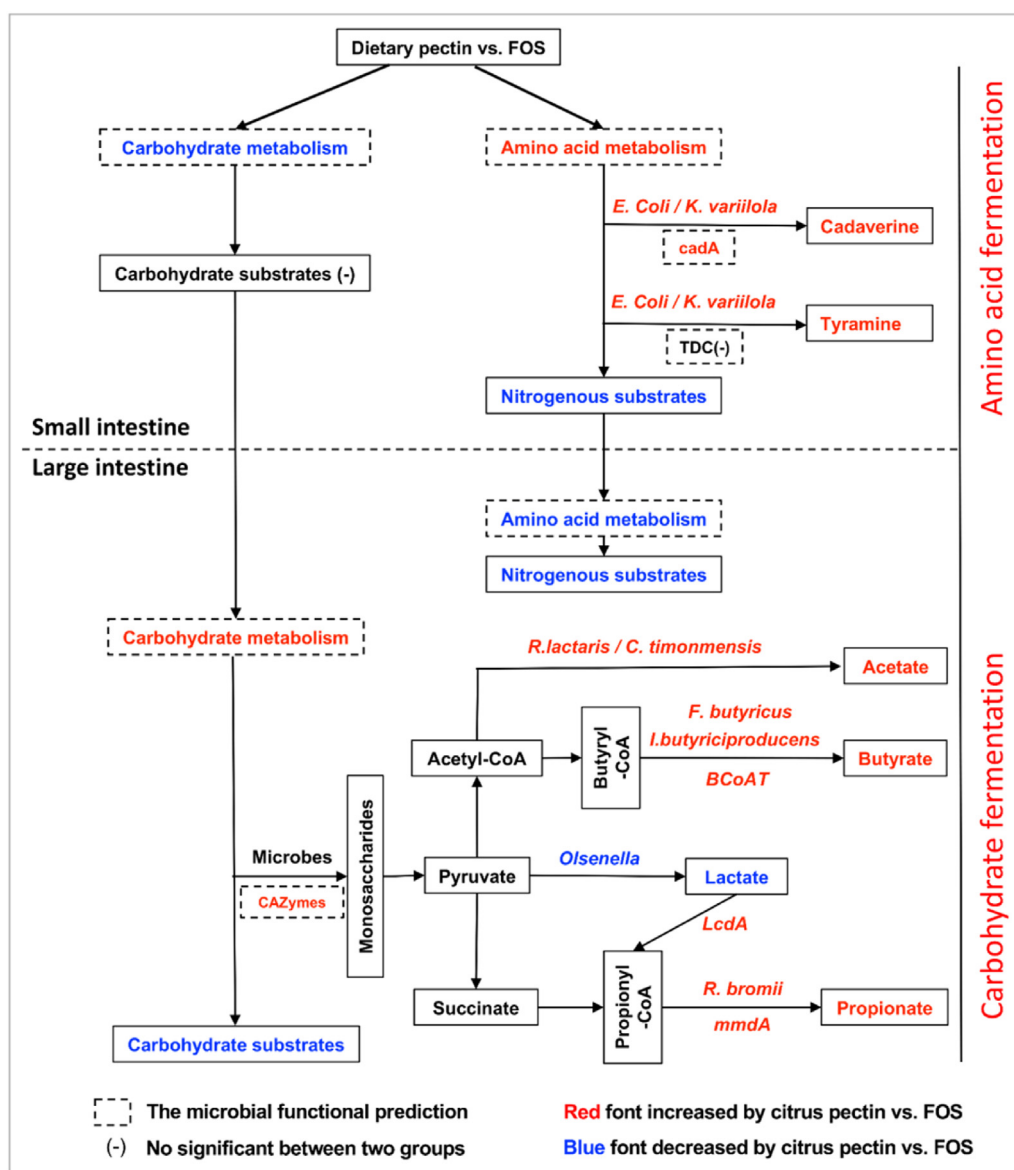 Dietary pectin vs. FOS
Carbohydrate metabolism
Amino acid metabolism
E. Coli / K. variilola
cadA
Cadaverine
Carbohydrate substrates (-)
E. Coli / K. variilola
TDC(-)
Tyramine
Nitrogenous substrates
Amino acid fermentation
Small intestine
Large intestine
Amino acid metabolism
Nitrogenous substrates
Carbohydrate metabolism
R.lactaris / C. timonmensis
Acetate
Acetyl-CoA
Butyryl
-CoA
F. butyricus
I.butyriciproducens
BCoAT
Butyrate
Microbes
CAZymes
Monosaccharides
Pyruvate
Olsenella
Lactate
LcdA
Succinate
Propionyl
-CoA
R. bromii
mmdA
Propionate
Carbohydrate substrates
Carbohydrate fermentation
The microbial functional prediction
(-) No significant between two groups
Red font increased by citrus pectin vs. FOS
Blue font decreased by citrus pectin vs. FOS